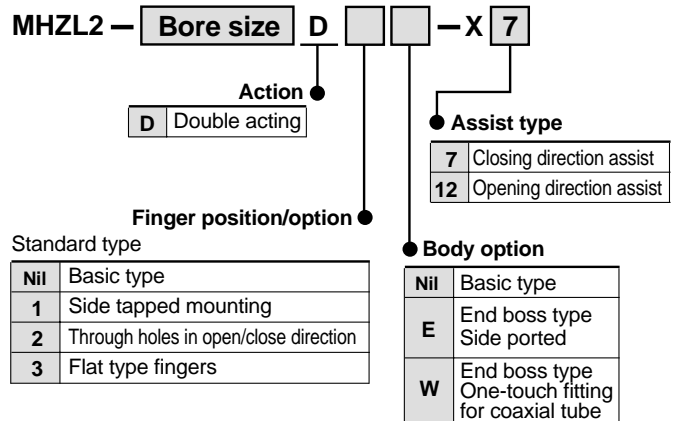 MHZL2 – Bore size D – X 7
Action
D Double acting
Assist type
7 Closing direction assist
12 Opening direction assist
Finger position/option
Standard type
Nil Basic type
1 Side tapped mounting
2 Through holes in open/close direction
3 Flat type fingers
Body option
Nil Basic type
E End boss type
Side ported
W End boss type
One-touch fitting
for coaxial tube